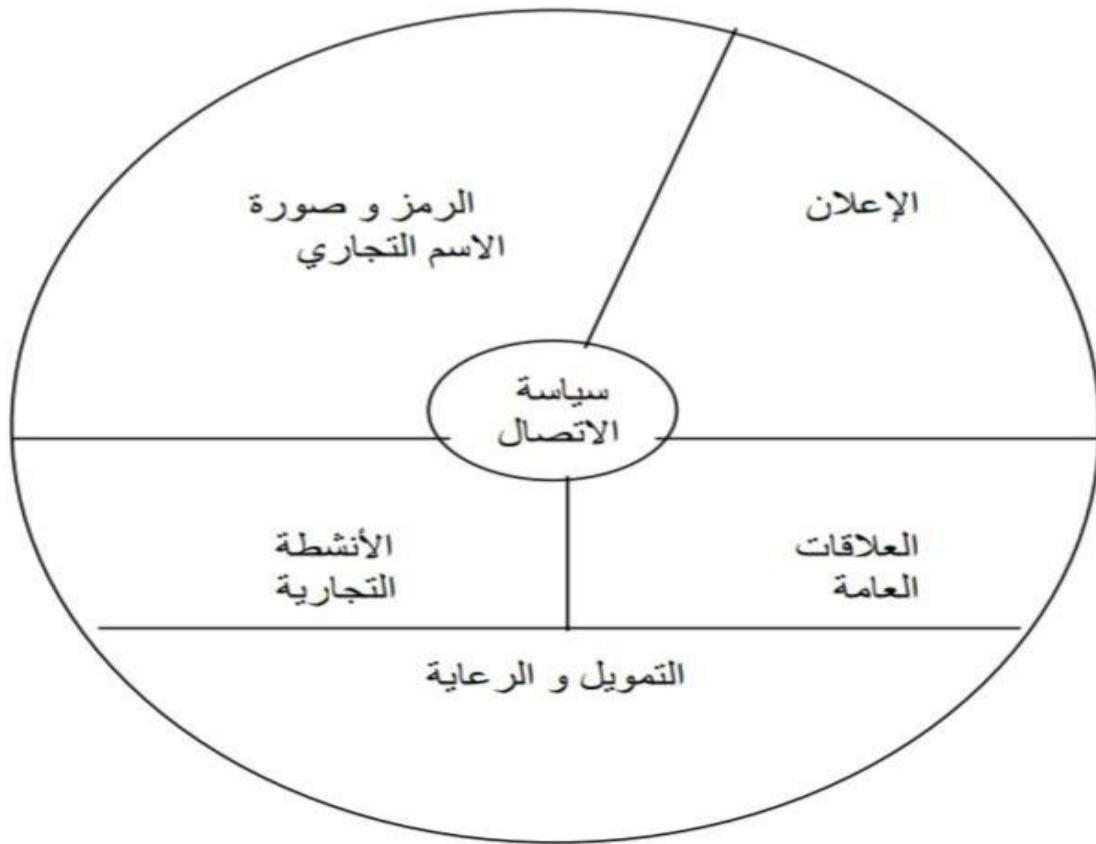 الإعلان
الرمز و صورة
الاسم التجاري
سياسة
الاتصال
العلاقات
العامة
الأنشطة
التجارية
التمويل و الرعاية